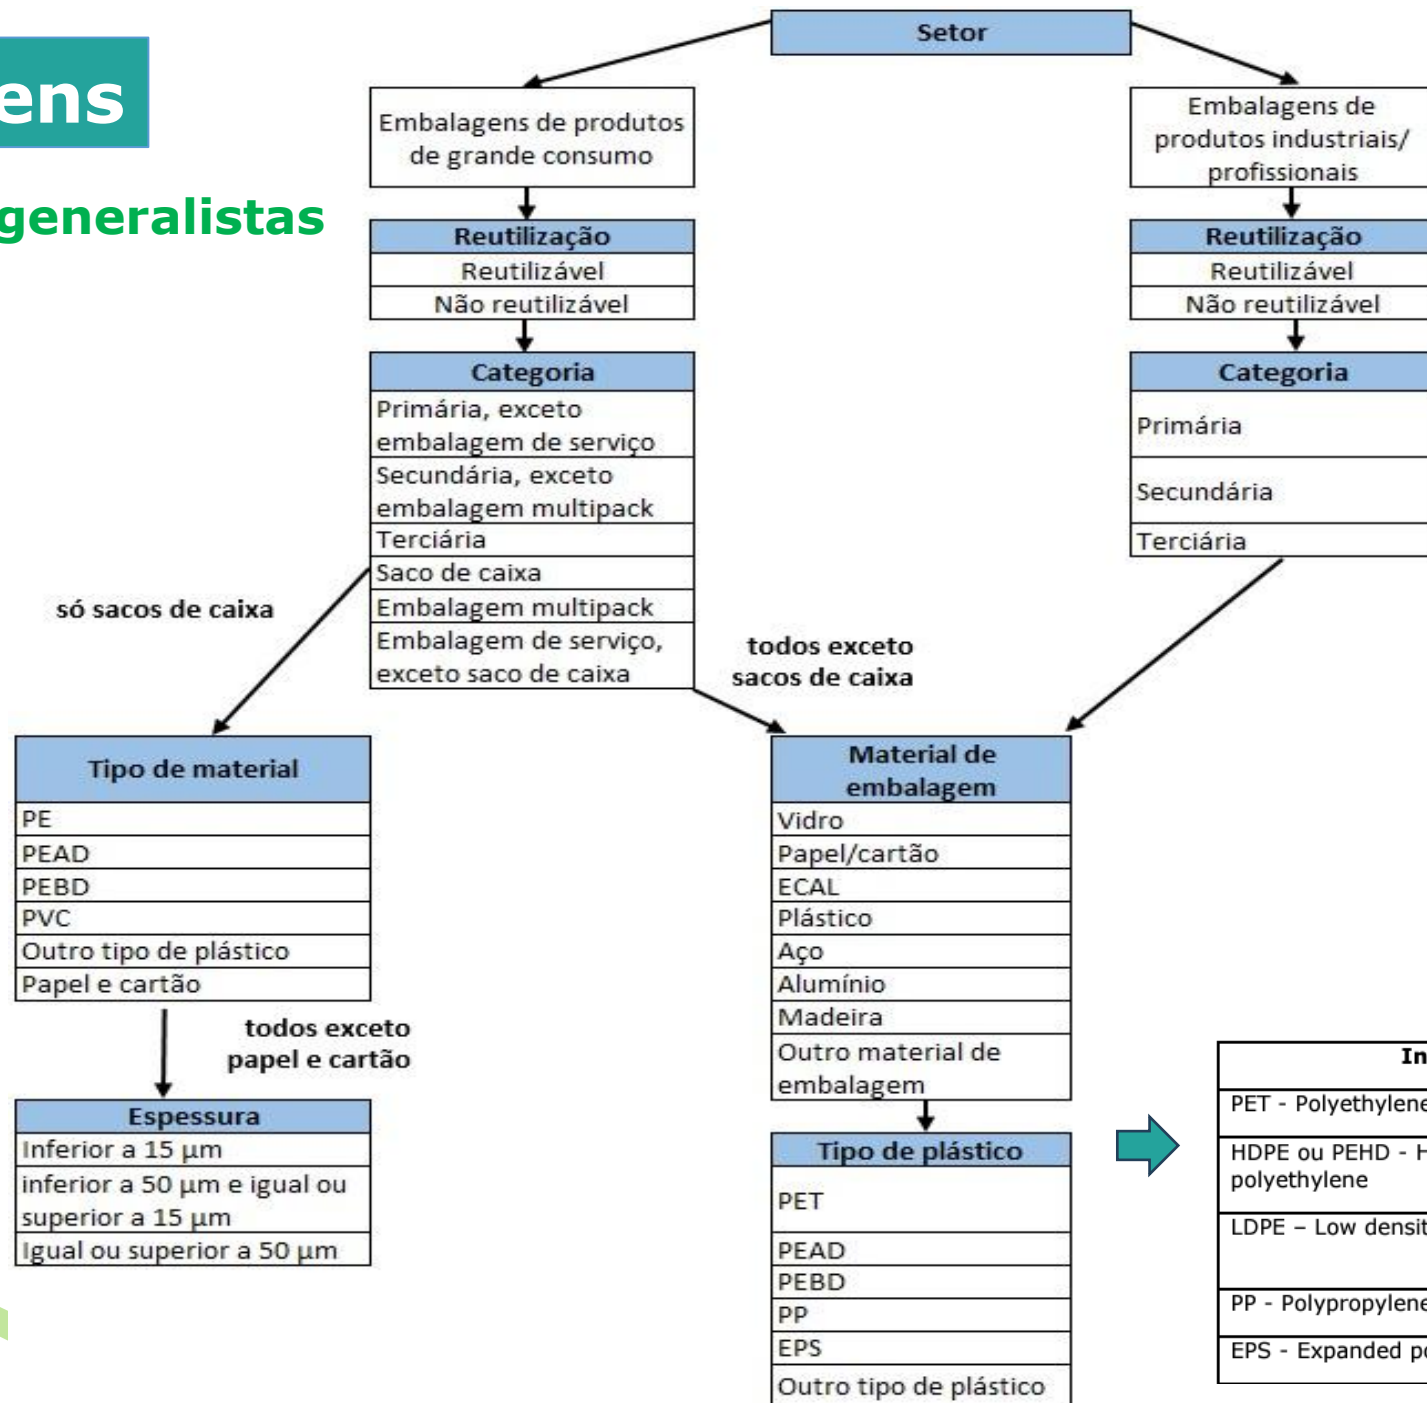 ens
generalistas
Setor
Embalagens de produtos
de grande consumo
Embalagens de
produtos industriais/
profissionais
Reutilização
Reutilizável
Não reutilizável
Reutilização
Reutilizável
Não reutilizável
Categoria
Primária, exceto
embalagem de serviço
Secundária, exceto
embalagem multipack
Terciária
Saco de caixa
Embalagem multipack
Embalagem de serviço,
exceto saco de caixa
Categoria
Primária
Secundária
Terciária
só sacos de caixa
todos exceto
sacos de caixa
Tipo de material
PE
PEAD
PEBD
PVC
Outro tipo de plástico
Papel e cartão
todos exceto
papel e cartão
Espessura
Inferior a 15 µm
inferior a 50 µm e igual ou
superior a 15 µm
Igual ou superior a 50 µm
Material de
embalagem
Vidro
Papel/cartão
ECAL
Plástico
Aço
Alumínio
Madeira
Outro material de
embalagem
Tipo de plástico
PET
PEAD
PEBD
PP
EPS
Outro tipo de plástico
In
PET - Polyethylene
HDPE ou PEHD - H
polyethylene
LDPE – Low densit
PP - Polypropylene
EPS - Expanded po